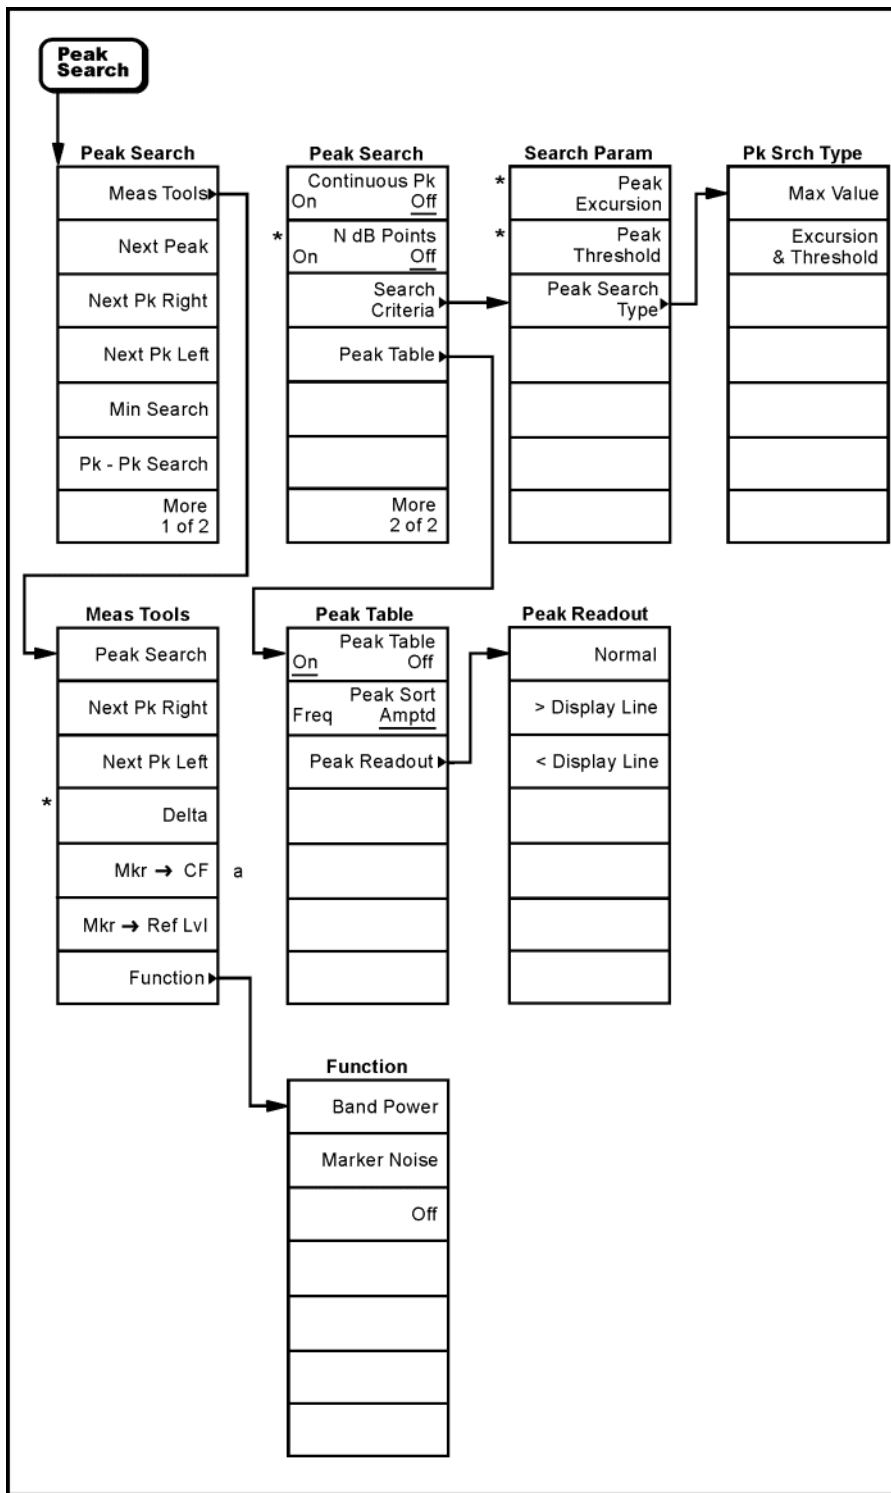 Peak
Search
Peak Search
Meas Tools
Next Peak
Next Pk Right
Next Pk Left
Min Search
Pk - Pk Search
More
1 of 2
Peak Search
Continuous Pk
On Off
* N dB Points
On Off
Search
Criteria
Peak Table
More
2 of 2
Search Param
* Peak
Excursion
* Peak
Threshold
Peak Search
Type
Pk Srch Type
Max Value
Excursion
& Threshold
Meas Tools
Peak Search
Next Pk Right
Next Pk Left
* Delta
Mkr → CF a
Mkr → Ref Lvl
Function
Peak Table
Peak Table
On Off
Peak Sort
Freq Amptd
Peak Readout
Peak Readout
Normal
> Display Line
< Display Line
Function
Band Power
Marker Noise
Off